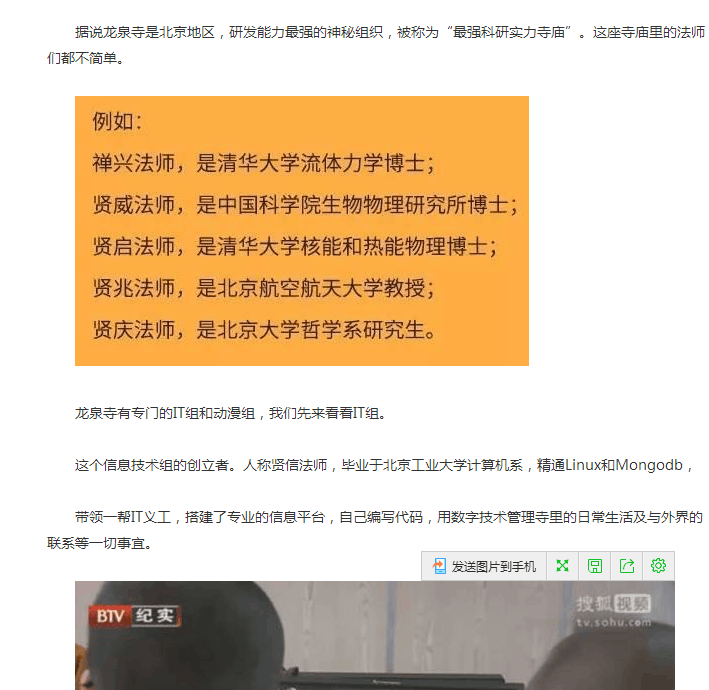 据说龙泉寺是北京地区，研发能力最强的神秘组织，被称为“最强科研实力寺庙”。这座寺庙里的法师
们都不简单。
例如：
禅兴法师，是清华大学流体力学博士；
贤威法师，是中国科学院生物物理研究所博士；
贤启法师，是清华大学核能和热能物理博士；
贤兆法师，是北京航空航天大学教授；
贤庆法师，是北京大学哲学系研究生。
龙泉寺有专门的IT组和动漫组，我们先来看看IT组。
这个信息技术组的创立者。人称贤信法师，毕业于北京工业大学计算机系，精通Linux和Mongodb，
带领一帮IT义工，搭建了专业的信息平台，自己编写代码，用数字技术管理寺里的日常生活及与外界的
联系等一切事宜。
发送图片到手机
BTV 纪实
搜狐视频
tv.sohu.com